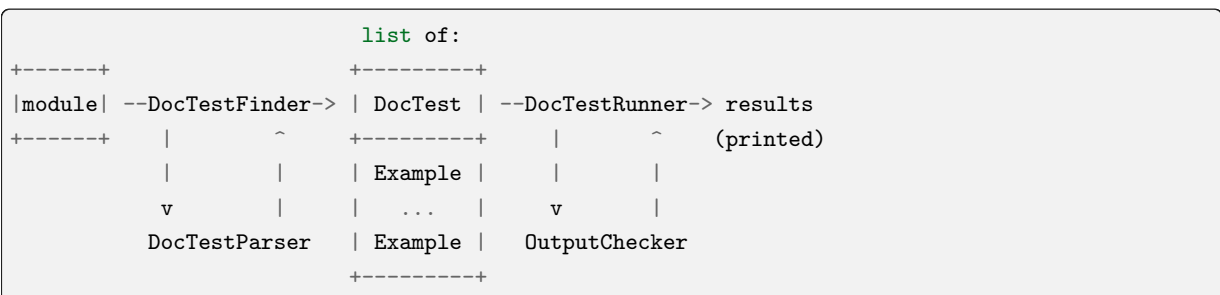 list of:
+------+                   +---------+
|module| --DocTestFinder-> | DocTest | --DocTestRunner-> results
+------+    |        ^     +---------+     |       ^    (printed)
            |        |     | Example |     |       |
            v        |     |   ...   |     v       |
           DocTestParser   | Example |   OutputChecker
                           +---------+